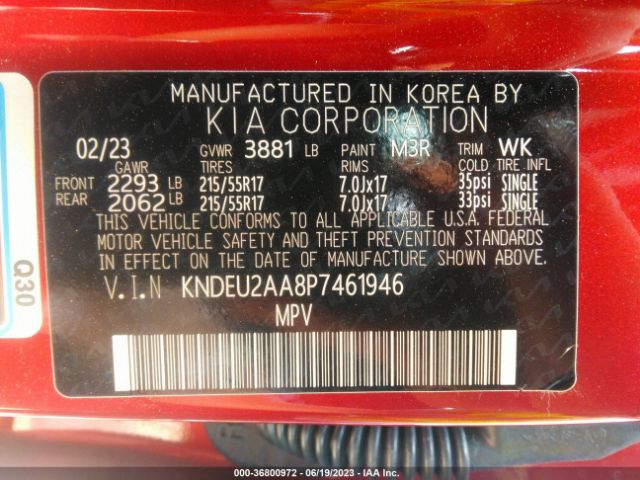 MANUFACTURED IN KOREA BY
KIA CORPORATION
02/23 GVWR 3881 LB PAINT M3R TRIM WK
GAWR TIRES RIMS COLD TIRE INFL
FRONT 2293 LB 215/55R17 7.0Jx17 35psi SINGLE
REAR 2062 LB 215/55R17 7.0Jx17 33psi SINGLE
THIS VEHICLE CONFORMS TO ALL APPLICABLE U.S.A. FEDERAL
MOTOR VEHICLE SAFETY AND THEFT PREVENTION STANDARDS
IN EFFECT ON THE DATE OF MANUFACTURE SHOWN ABOVE.
V.I.N KNDEU2AA8P7461946
MPV
Q30
000-36800972 - 06/19/2023 - IAA Inc.